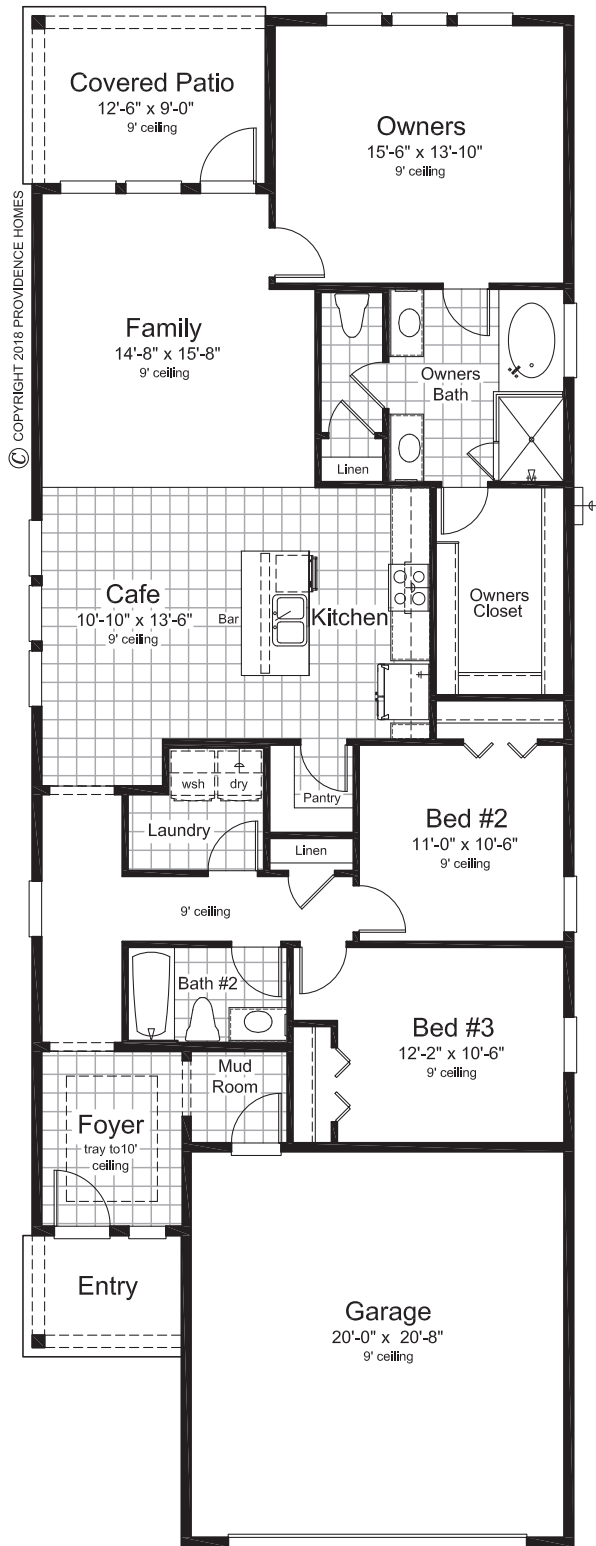 Covered Patio
12'-6" x 9'-0"
9' ceiling
Owners
15'-6" x 13'-10"
9' ceiling
© COPYRIGHT 2018 PROVIDENCE HOMES
Family
14'-8" x 15'-8"
9' ceiling
Owners
Bath
Linen
Cafe
10'-10" x 13'-6"
9' ceiling
Bar
Kitchen
Owners
Closet
wsh
dry
Laundry
Pantry
Linen
Bed #2
11'-0" x 10'-6"
9' ceiling
9' ceiling
Bath #2
Bed #3
12'-2" x 10'-6"
9' ceiling
Mud
Room
Foyer
tray to10'
ceiling
Entry
Garage
20'-0" x 20'-8"
9' ceiling